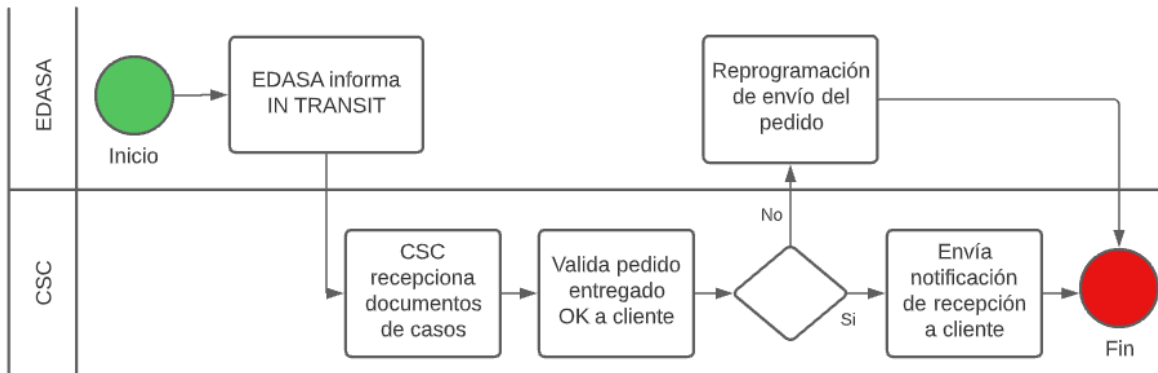 EDASA
Inicio
EDASA informa
IN TRANSIT
Reprogramación
de envío del
pedido
CSC
CSC
recepciona
documentos
de casos
Valida pedido
entregado
OK a cliente
No
Si
Envía
notificación
de recepción
a cliente
Fin